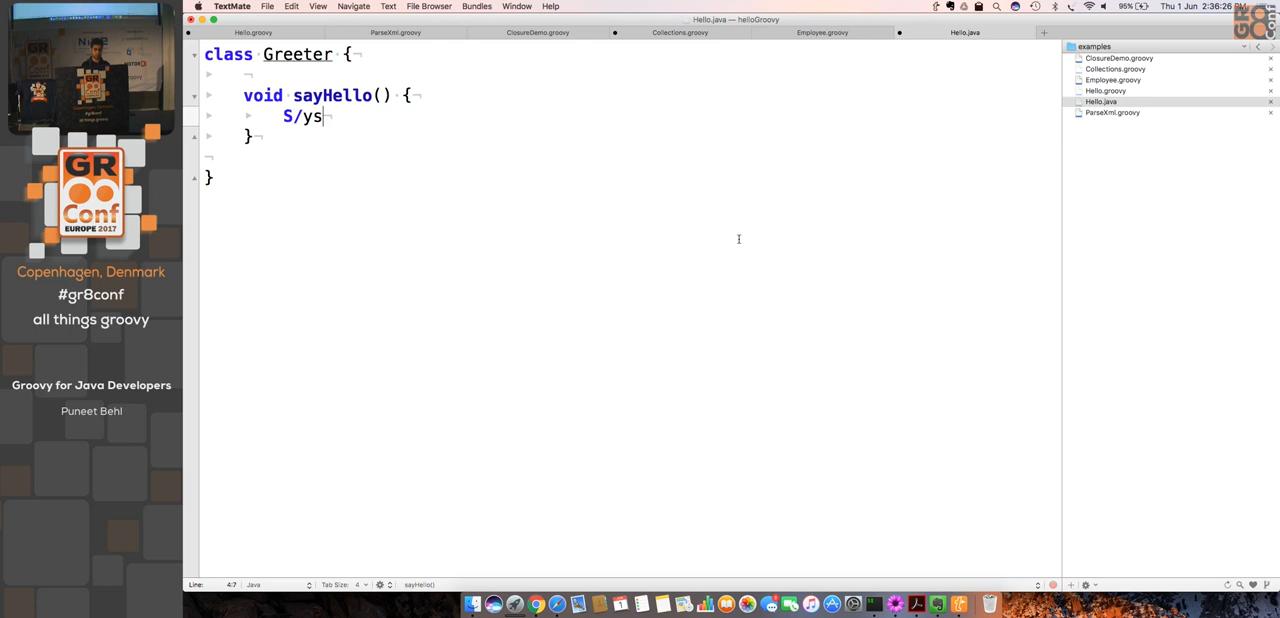 TextMate File Edit View Navigate Text File Browser Bundles Window Help
95% Thu 1 Jun 2:36:26 PM
Hello.java — helloGroovy
Hello.groovy ParseXml.groovy ClosureDemo.groovy Collections.groovy Employee.groovy Hello.java
class Greeter {
void sayHello() {
S/ys
}
}
examples
ClosureDemo.groovy
Collections.groovy
Employee.groovy
Hello.groovy
Hello.java
ParseXml.groovy
GR
Conf
EUROPE 2017
Copenhagen, Denmark
#gr8conf
all things groovy
Groovy for Java Developers
Puneet Behl
Line: 4:7 Java Tab Size: 4 sayHello()